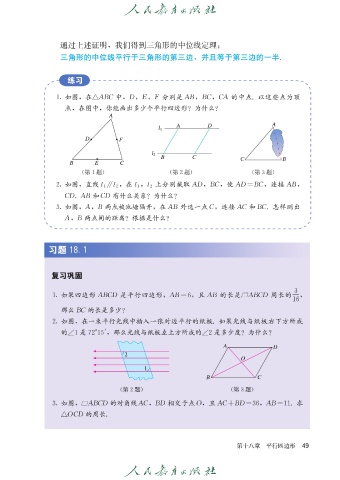 人民教育出版社
通过上述证明，我们得到三角形的中位线定理：
三角形的中位线平行于三角形的第三边，并且等于第三边的一半.
练习
1. 如图，在△ABC 中，D，E，F 分别是 AB，BC，CA 的中点. 以这些点为顶
点，在图中，你能画出多少个平行四边形？为什么？
A
D
F
B
E
C
（第 1 题）
l₁
A
D
l₂
B
C
（第 2 题）
A
C
B
（第 3 题）
2. 如图，直线 l₁∥l₂，在 l₁，l₂ 上分别截取 AD，BC，使 AD=BC，连接 AB，
CD. AB 和 CD 有什么关系？为什么？
3. 如图，A，B 两点被池塘隔开，在 AB 外选一点 C，连接 AC 和 BC. 怎样测出
A，B 两点间的距离？根据是什么？
习题 18.1
复习巩固
1. 如果四边形 ABCD 是平行四边形，AB=6，且 AB 的长是▱ABCD 周长的 3/16，
那么 BC 的长是多少？
2. 如图，在一束平行光线中插入一张对边平行的纸板. 如果光线与纸板右下方所成
的∠1 是 72°15′，那么光线与纸板左上方所成的∠2 是多少度？为什么？
2
1
（第 2 题）
A
D
O
B
C
（第 3 题）
3. 如图，▱ABCD 的对角线 AC，BD 相交于点 O，且 AC+BD=36，AB=11. 求
△OCD 的周长.
第十八章 平行四边形 49
人民教育出版社